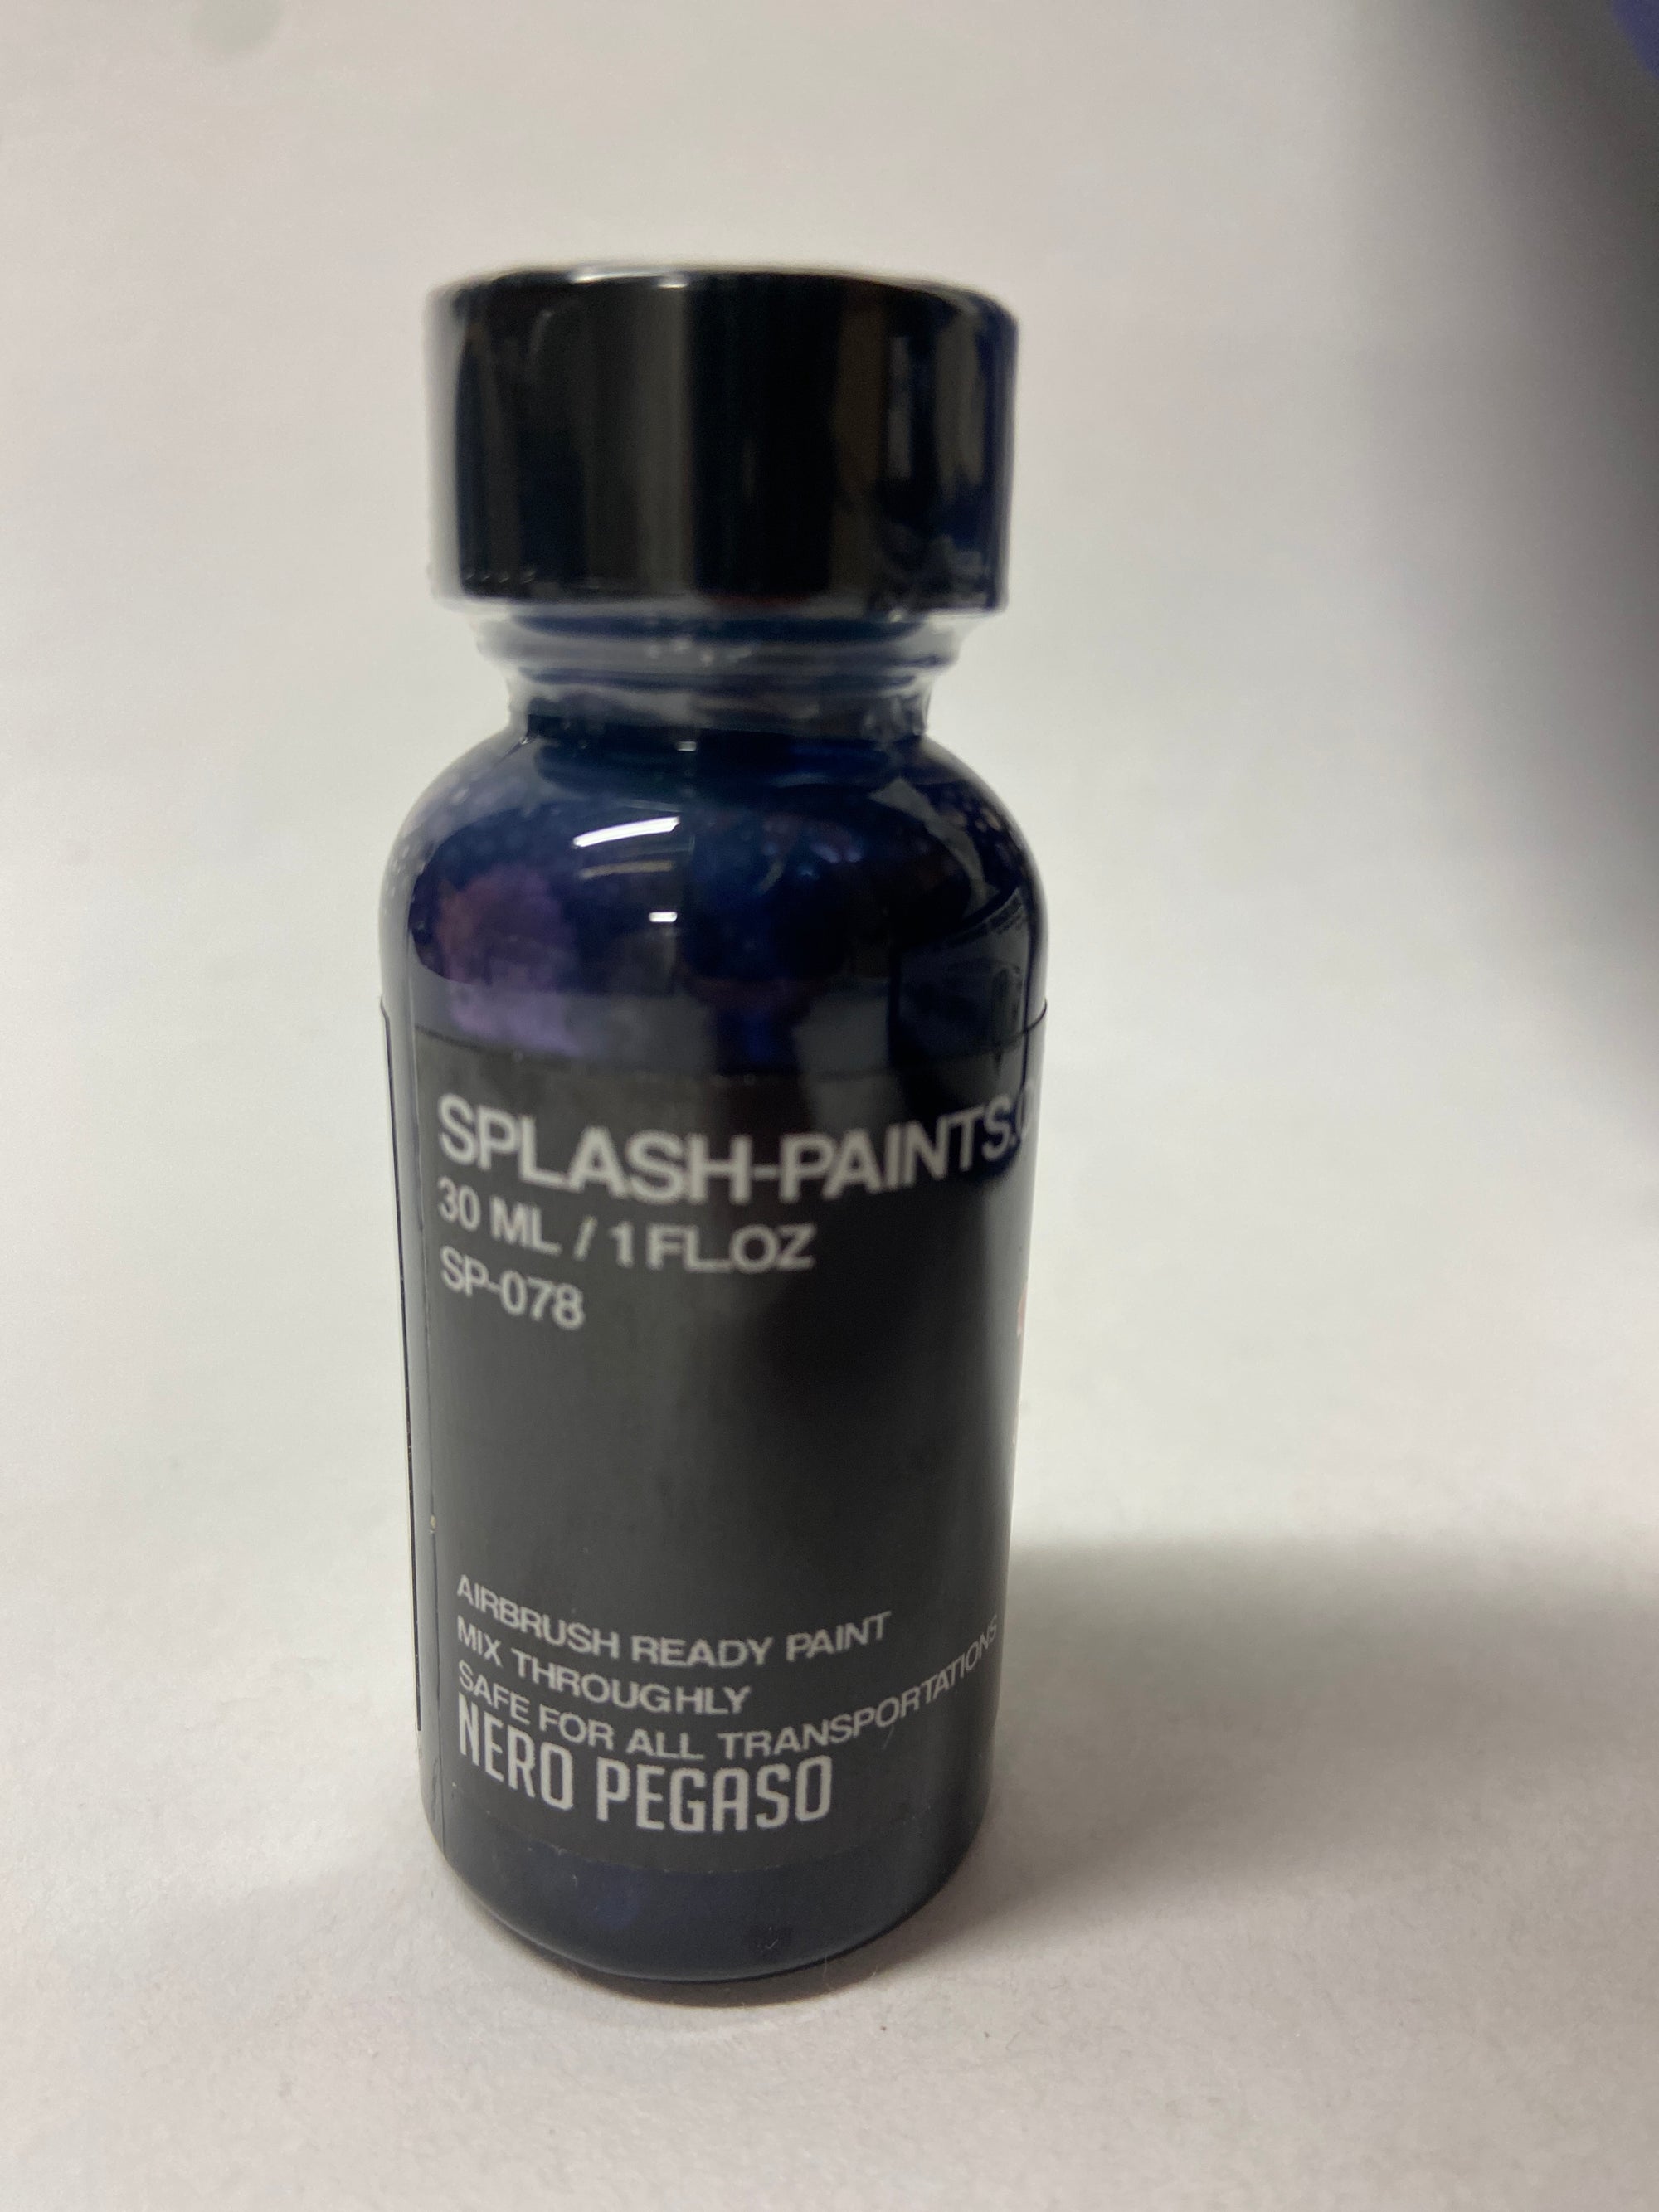 SPLASH-PAINTS.C
30 ML / 1 FL.OZ
SP-078
AIRBRUSH READY PAINT
MIX THROUGHLY
SAFE FOR ALL TRANSPORTATIONS
NERO PEGASO